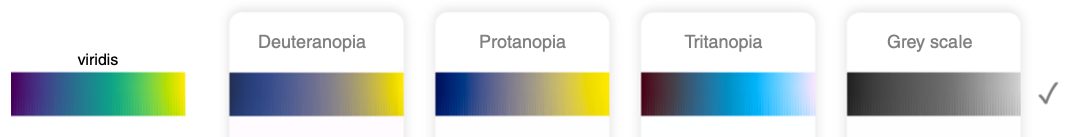 viridis
Deuteranopia
Protanopia
Tritanopia
Grey scale
✓